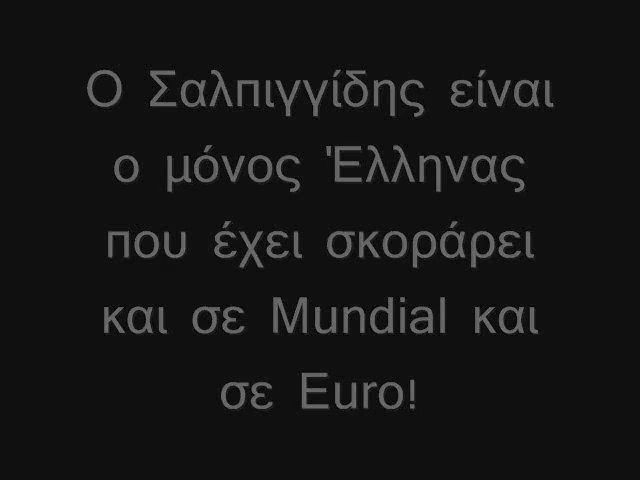 Ο Σαλπιγγίδης είναι
ο μόνος Έλληνας
που έχει σκοράρει
και σε Mundial και
σε Euro!